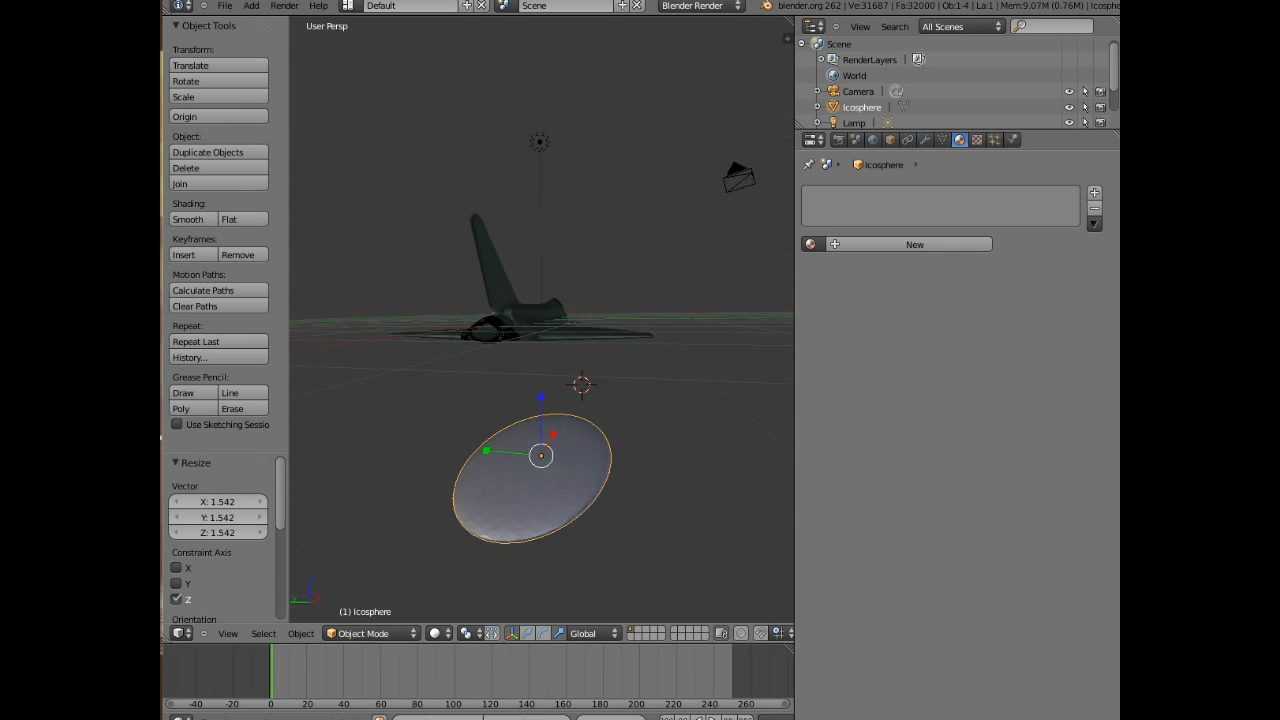 File Add Render Help Default Scene Blender Render blender.org 262 | Ve:31687 | Fa:32000 | Ob:1-4 | La:1 | Mem:9.07M (0.76M) | Icosphe
Object Tools
User Persp
View Search All Scenes
Transform:
Translate
Rotate
Scale
Origin
Object:
Duplicate Objects
Delete
Join
Shading:
Smooth Flat
Keyframes:
Insert Remove
Motion Paths:
Calculate Paths
Clear Paths
Repeat:
Repeat Last
History...
Grease Pencil:
Draw Line
Poly Erase
Use Sketching Sessio
Resize
Vector
X: 1.542
Y: 1.542
Z: 1.542
Constraint Axis
X
Y
Z
Orientation
(1) Icosphere
View Select Object Object Mode Global
-40 -20 0 20 40 60 80 100 120 140 160 180 200 220 240 260
Scene
RenderLayers
World
Camera
Icosphere
Lamp
Icosphere
New